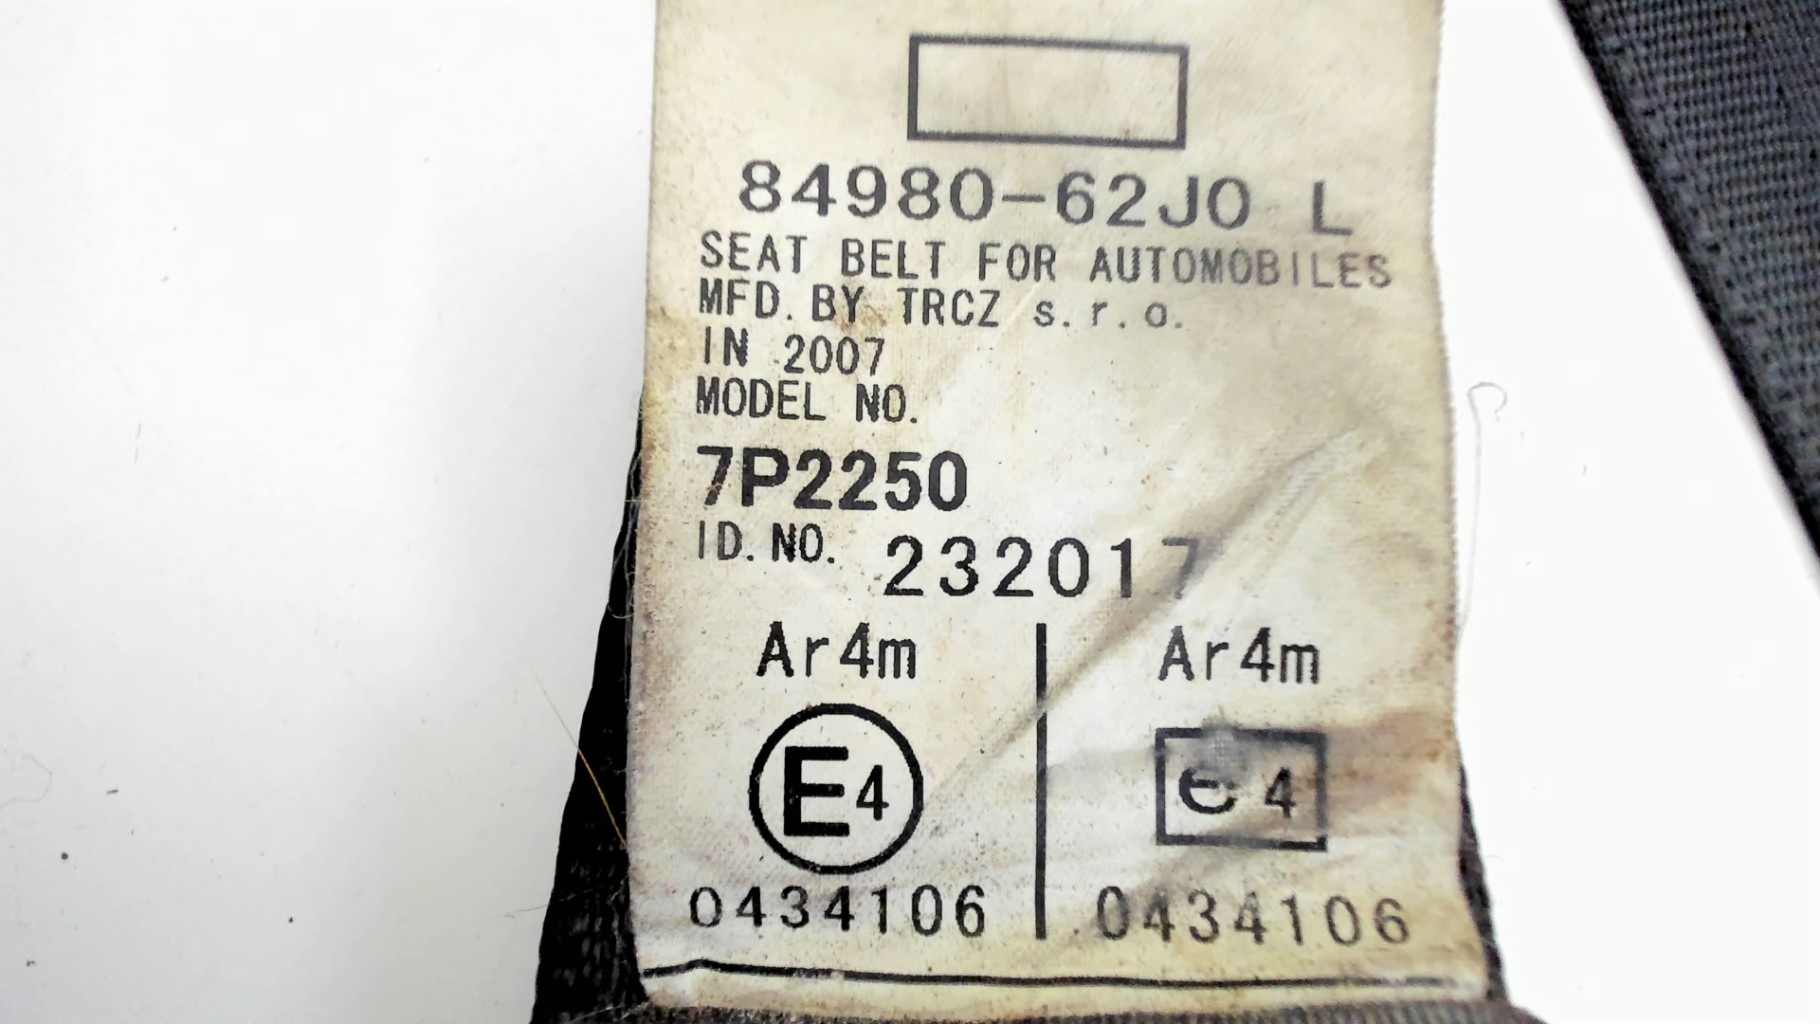 84980-62J0 L
SEAT BELT FOR AUTOMOBILES
MFD. BY TRCZ s.r.o.
IN 2007
MODEL NO.
7P2250
ID.NO. 232017
Ar4m Ar4m
E4 e4
0434106 0434106